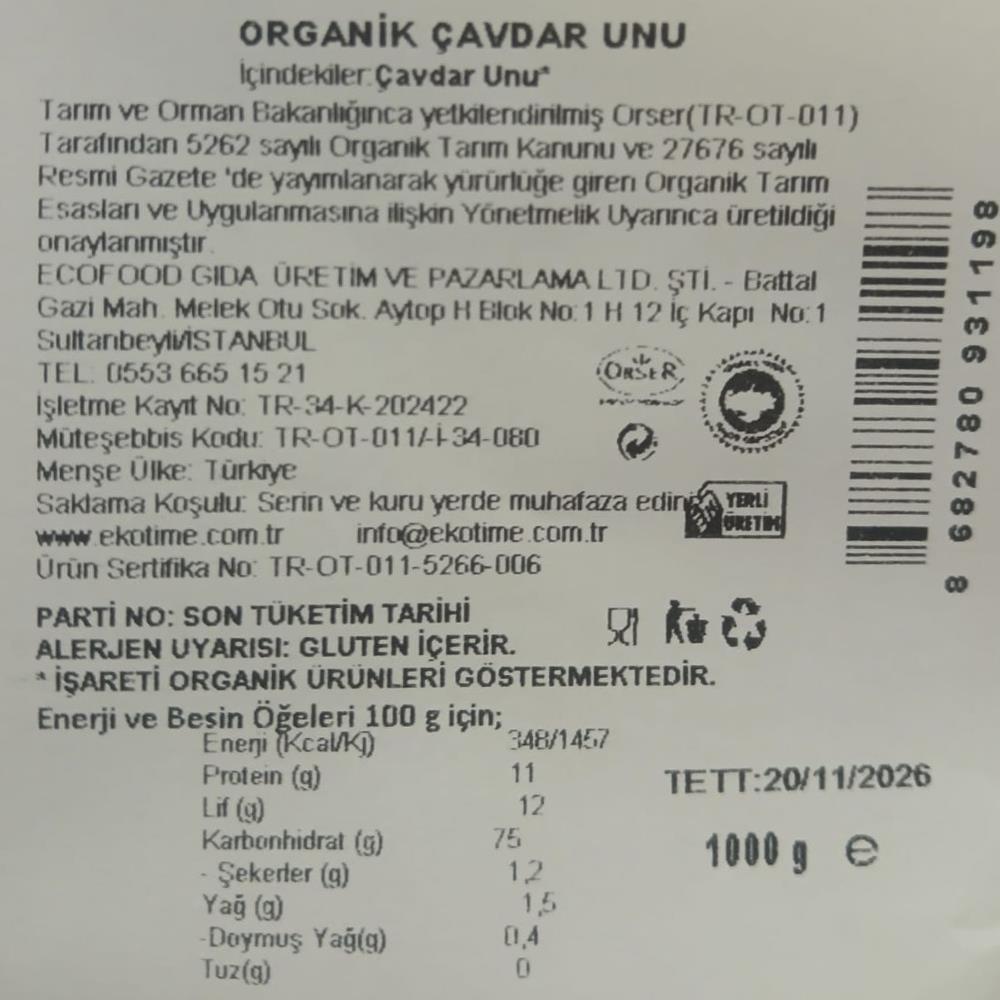 ORGANİK ÇAVDAR UNU
İçindekiler:Çavdar Unu*
Tarım ve Orman Bakanlığınca yetkilendirilmiş Orser(TR-OT-011)
Tarafından 5262 sayılı Organik Tarım Kanunu ve 27676 sayılı
Resmi Gazete 'de yayımlanarak yürürlüğe giren Organik Tarım
Esasları ve Uygulanmasına ilişkin Yönetmelik Uyarınca üretildiği
onaylanmıştır.
ECOFOOD GIDA ÜRETİM VE PAZARLAMA LTD. ŞTİ. - Battal
Gazi Mah. Melek Otu Sok. Aytop H Blok No:1 H 12 İç Kapı No:1
Sultanbeyli/İSTANBUL
TEL: 0553 665 15 21
İşletme Kayıt No: TR-34-K-202422
Müteşebbis Kodu: TR-OT-011/-İ-34-080
Menşe Ülke: Türkiye
Saklama Koşulu: Serin ve kuru yerde muhafaza ediniz
www.ekotime.com.tr info@ekotime.com.tr
Ürün Sertifika No: TR-OT-011-5266-006
ORSER
YERLİ
ÜRETİM
8 682780 931198
PARTİ NO: SON TÜKETİM TARİHİ
ALERJEN UYARISI: GLUTEN İÇERİR.
* İŞARETİ ORGANİK ÜRÜNLERİ GÖSTERMEKTEDİR.
Enerji ve Besin Öğeleri 100 g için;
Enerji (Kcal/Kj) 348/1457
Protein (g) 11
Lif (g) 12
Karbonhidrat (g) 75
- Şekerler (g) 1,2
Yağ (g) 1,5
-Doymuş Yağ(g) 0,4
Tuz(g) 0
TETT:20/11/2026
1000 g e